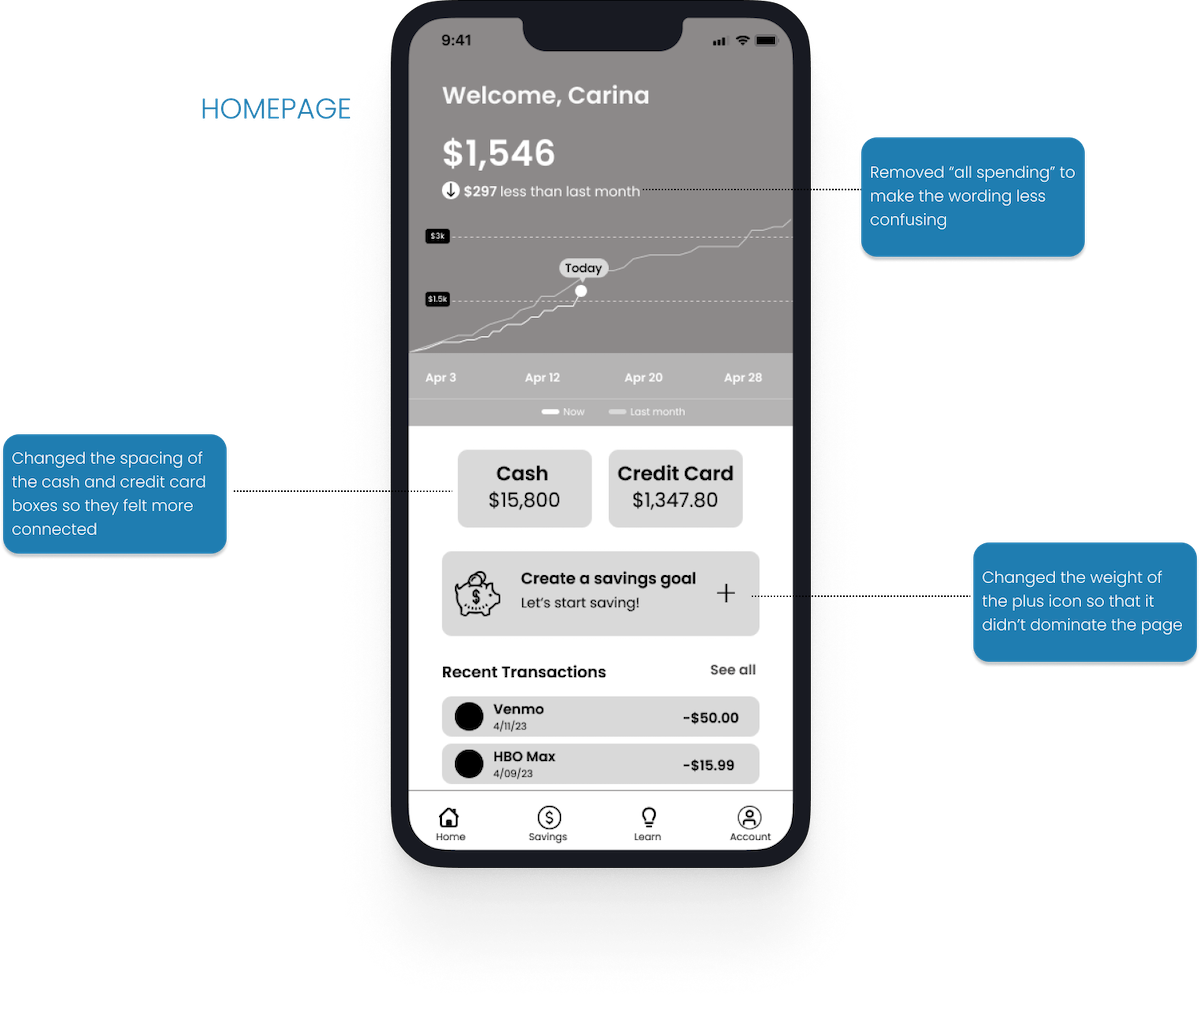 HOMEPAGE
9:41
Welcome, Carina
$1,546
$297 less than last month
$3k
Today
$1.5k
Apr 3 Apr 12 Apr 20 Apr 28
Now Last month
Cash
$15,800
Credit Card
$1,347.80
$
Create a savings goal
Let’s start saving!
Recent Transactions
See all
Venmo
4/11/23
-$50.00
HBO Max
4/09/23
-$15.99
$
Home Savings Learn Account
Removed “all spending” to
make the wording less
confusing
Changed the spacing of
the cash and credit card
boxes so they felt more
connected
Changed the weight of
the plus icon so that it
didn’t dominate the page